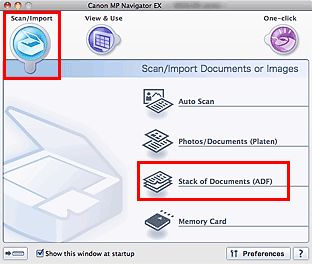 Canon MP Navigator EX
Scan/Import
View & Use
One-click
Scan/Import Documents or Images
Auto Scan
Photos/Documents (Platen)
Stack of Documents (ADF)
Memory Card
Show this window at startup
Preferences
?